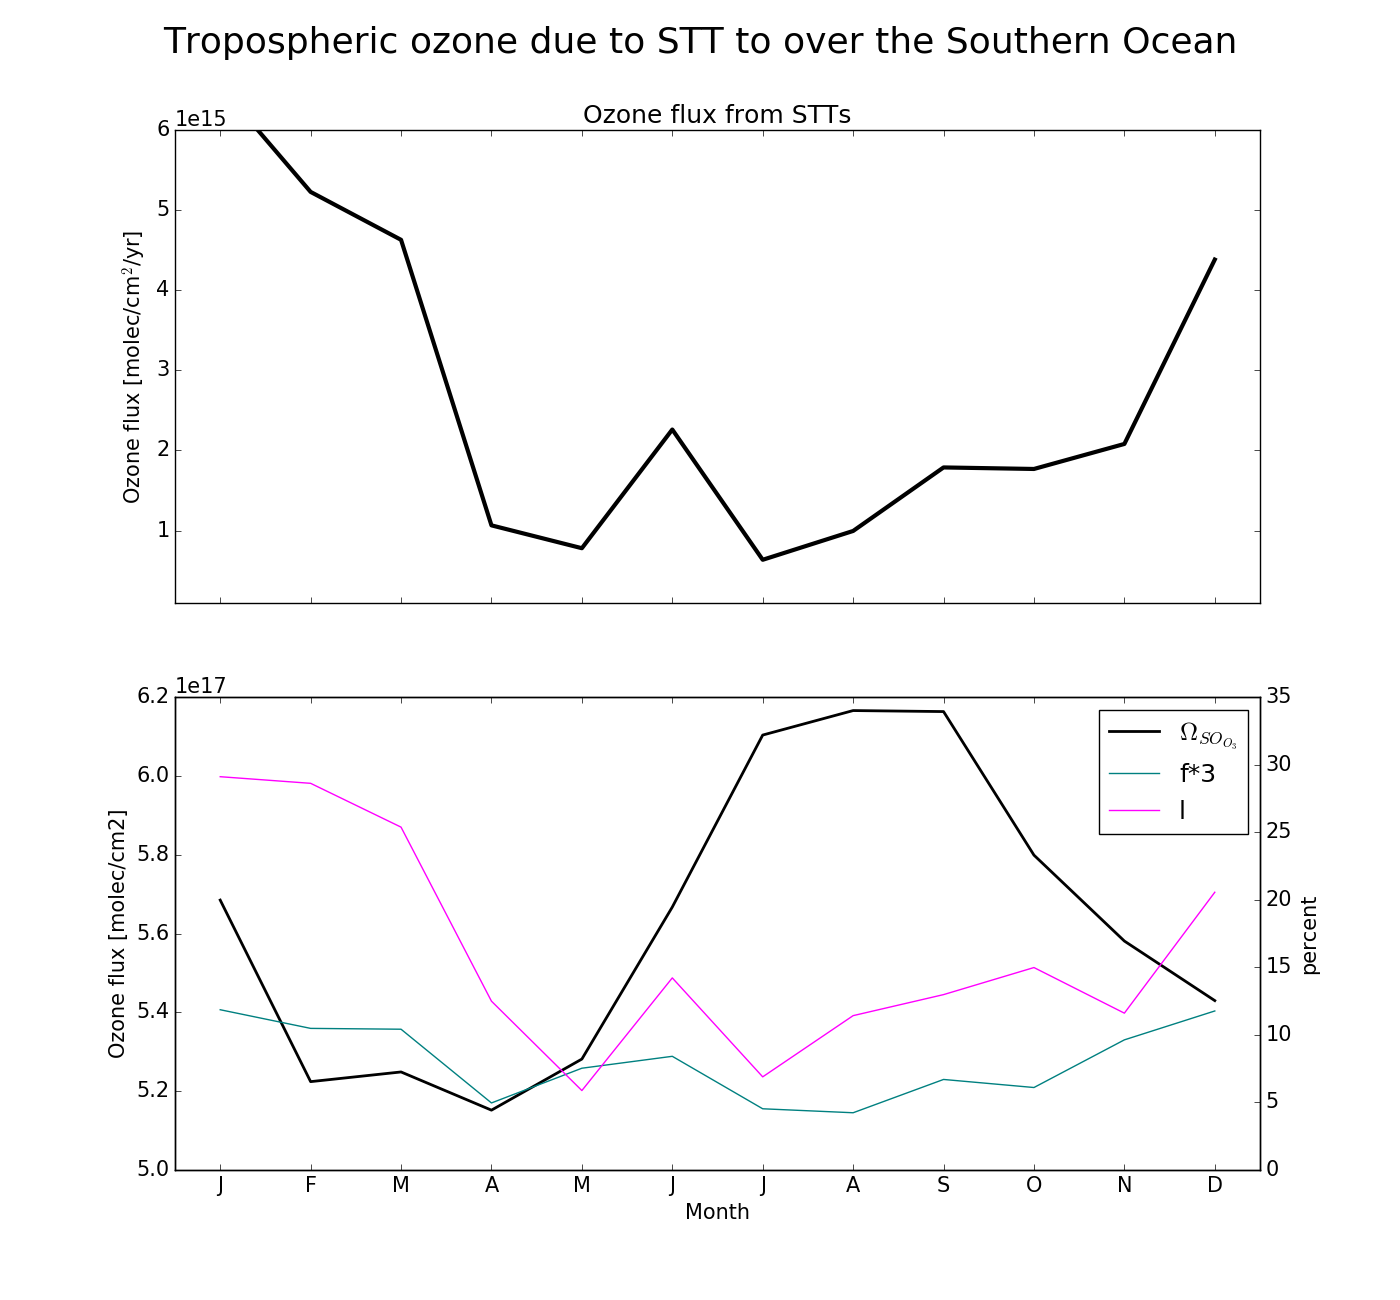 Tropospheric ozone due to STT to over the Southern Ocean
Ozone flux from STTs
1e15
6
5
4
3
2
1
Ozone flux [molec/cm²/yr]
1e17
6.2
6.0
5.8
5.6
5.4
5.2
5.0
Ozone flux [molec/cm2]
35
30
25
20
15
10
5
0
percent
Ω_{SO_{O_3}}
f*3
l
J F M A M J J A S O N D
Month